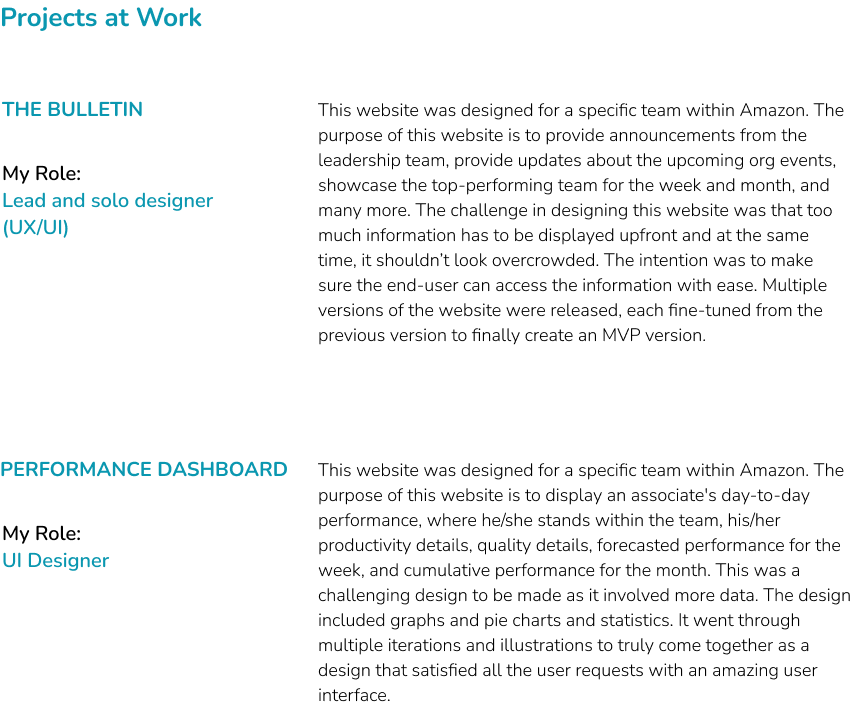 Projects at Work
THE BULLETIN
My Role:
Lead and solo designer
(UX/UI)
This website was designed for a specific team within Amazon. The
purpose of this website is to provide announcements from the
leadership team, provide updates about the upcoming org events,
showcase the top-performing team for the week and month, and
many more. The challenge in designing this website was that too
much information has to be displayed upfront and at the same
time, it shouldn’t look overcrowded. The intention was to make
sure the end-user can access the information with ease. Multiple
versions of the website were released, each fine-tuned from the
previous version to finally create an MVP version.
PERFORMANCE DASHBOARD
My Role:
UI Designer
This website was designed for a specific team within Amazon. The
purpose of this website is to display an associate's day-to-day
performance, where he/she stands within the team, his/her
productivity details, quality details, forecasted performance for the
week, and cumulative performance for the month. This was a
challenging design to be made as it involved more data. The design
included graphs and pie charts and statistics. It went through
multiple iterations and illustrations to truly come together as a
design that satisfied all the user requests with an amazing user
interface.